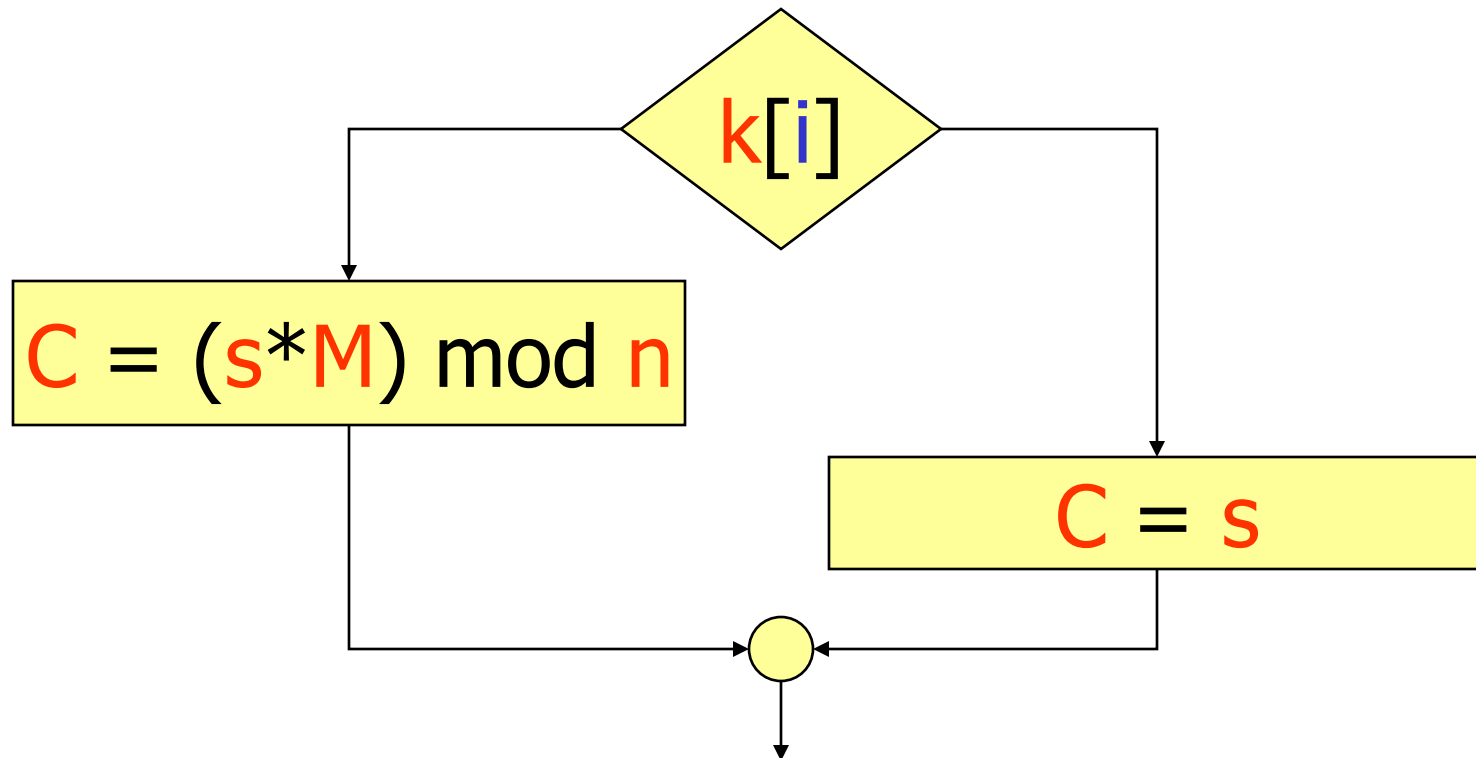 k[i]
C = (s*M) mod n
C = s